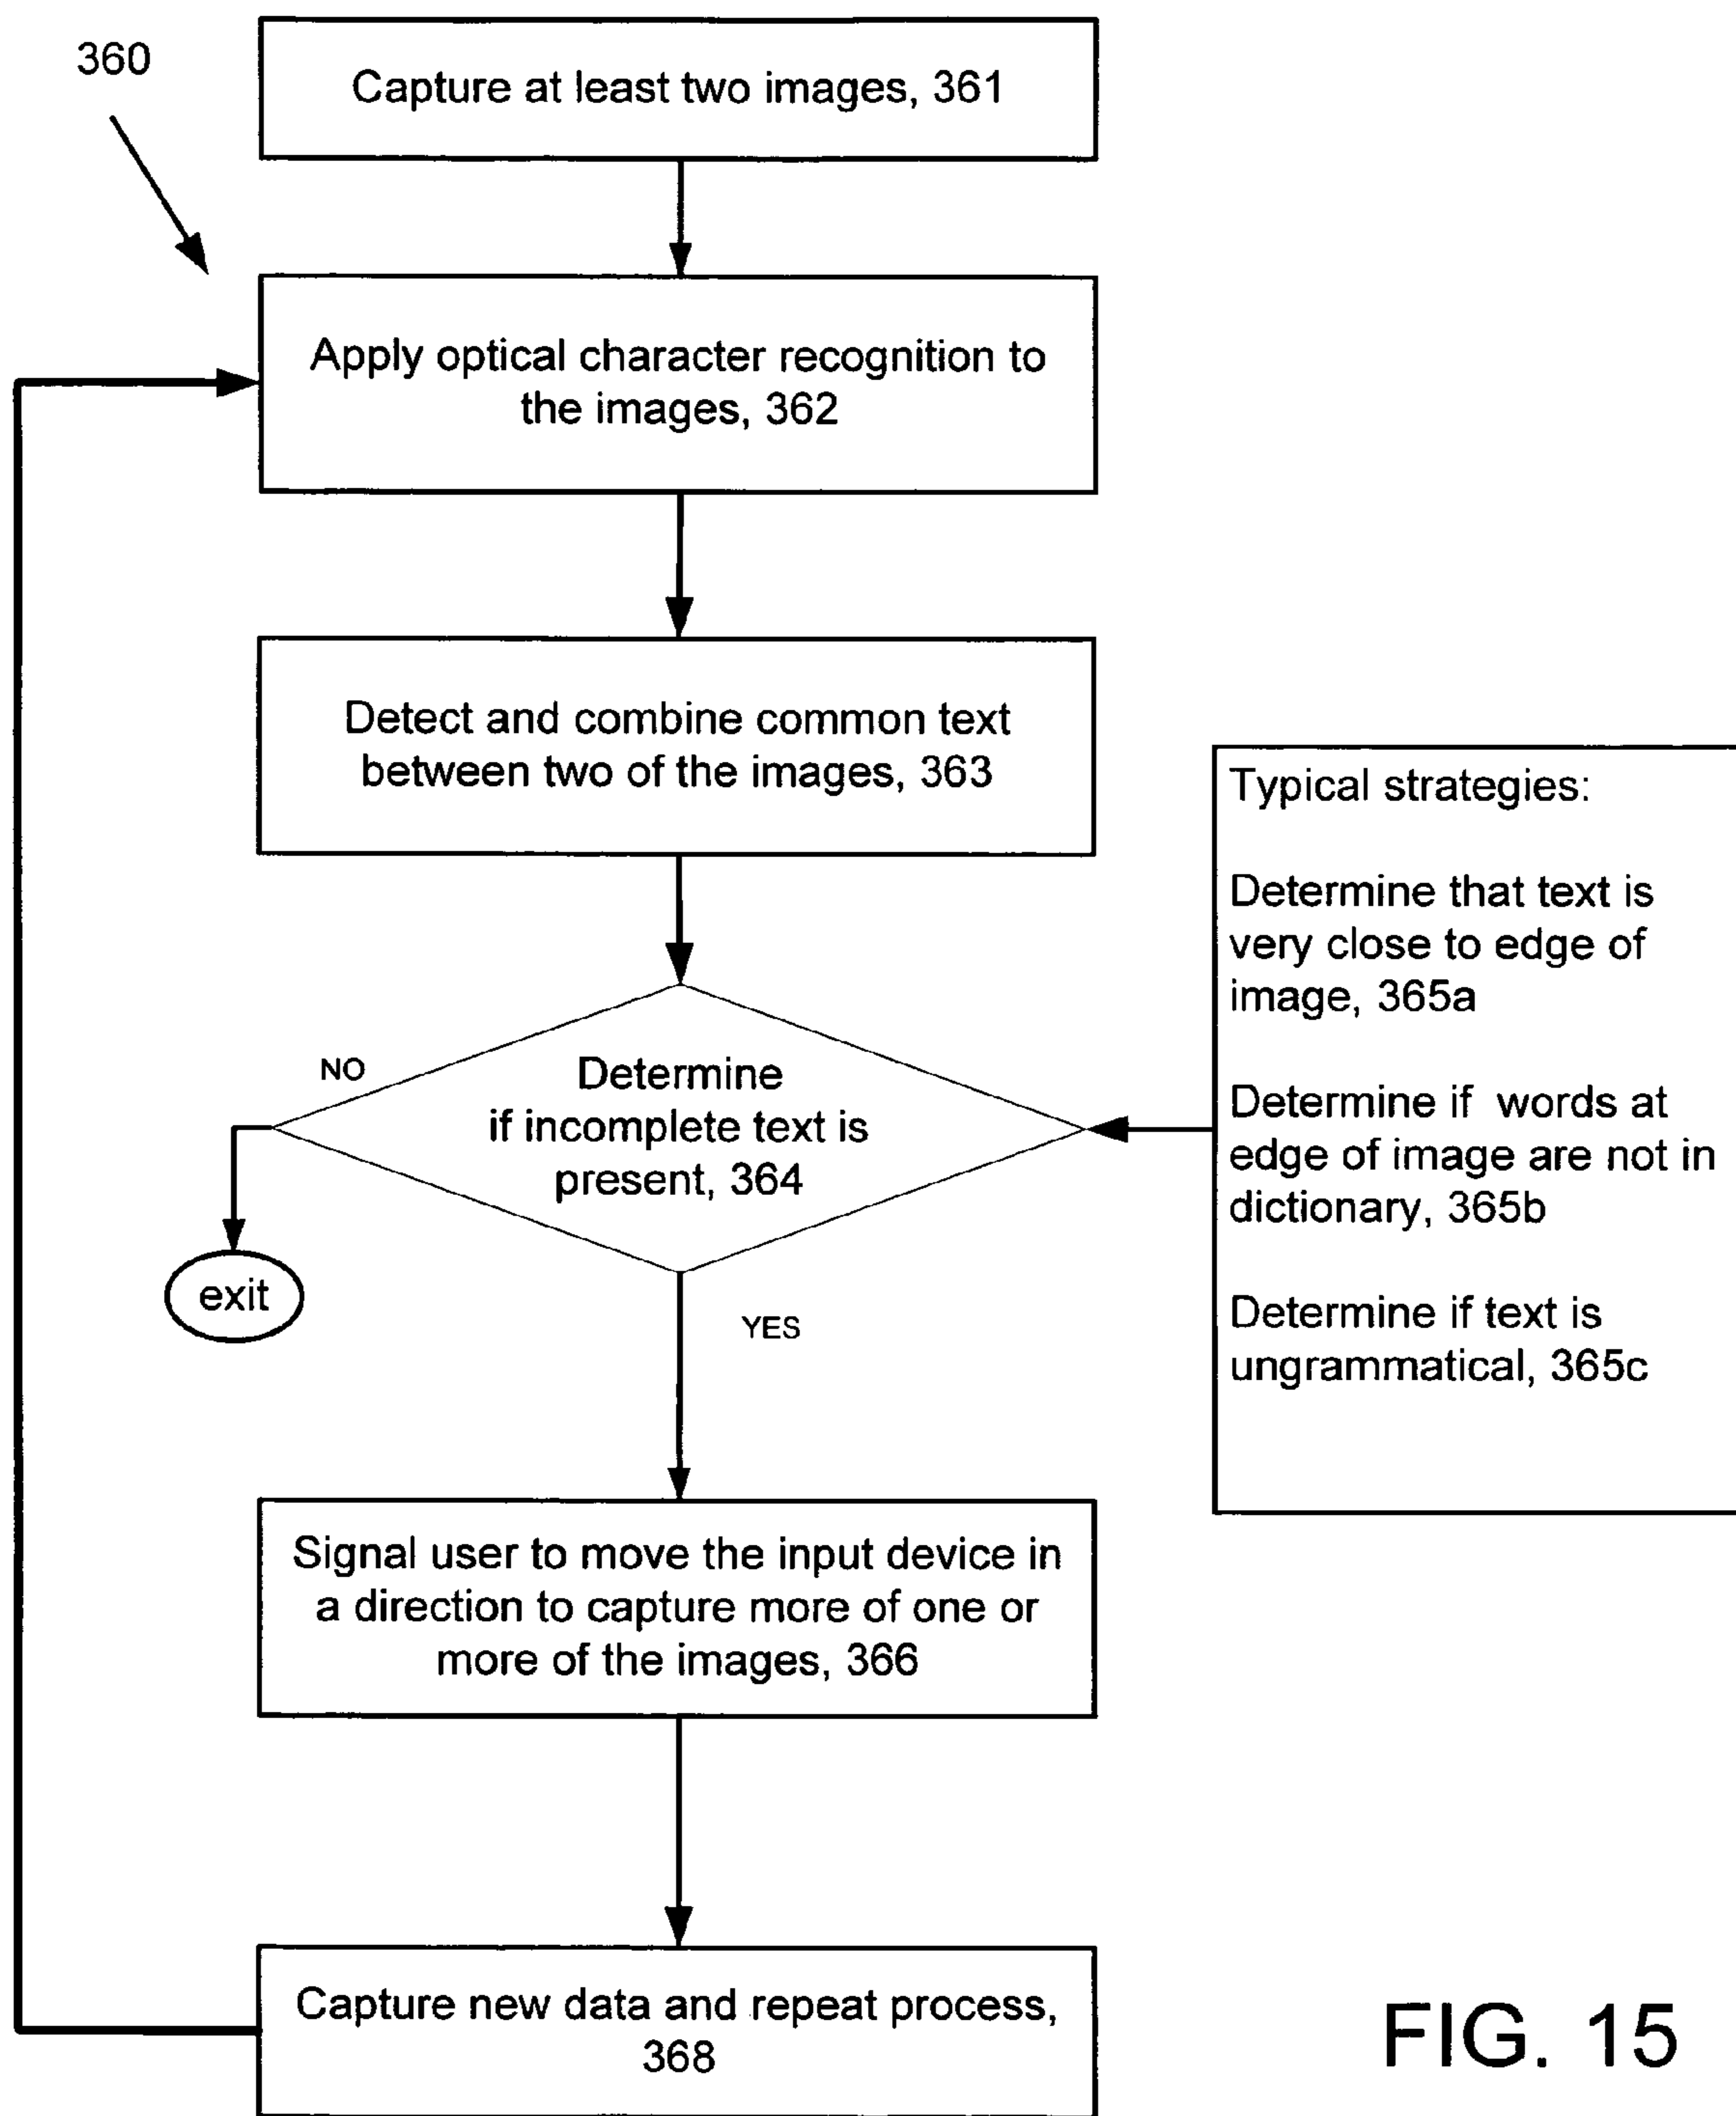 360
Capture at least two images, 361
Apply optical character recognition to
the images, 362
Detect and combine common text
between two of the images, 363
Typical strategies:
Determine that text is
very close to edge of
image, 365a
Determine if words at
edge of image are not in
dictionary, 365b
Determine if text is
ungrammatical, 365c
NO
Determine
if incomplete text is
present, 364
exit
YES
Signal user to move the input device in
a direction to capture more of one or
more of the images, 366
Capture new data and repeat process,
368
FIG. 15